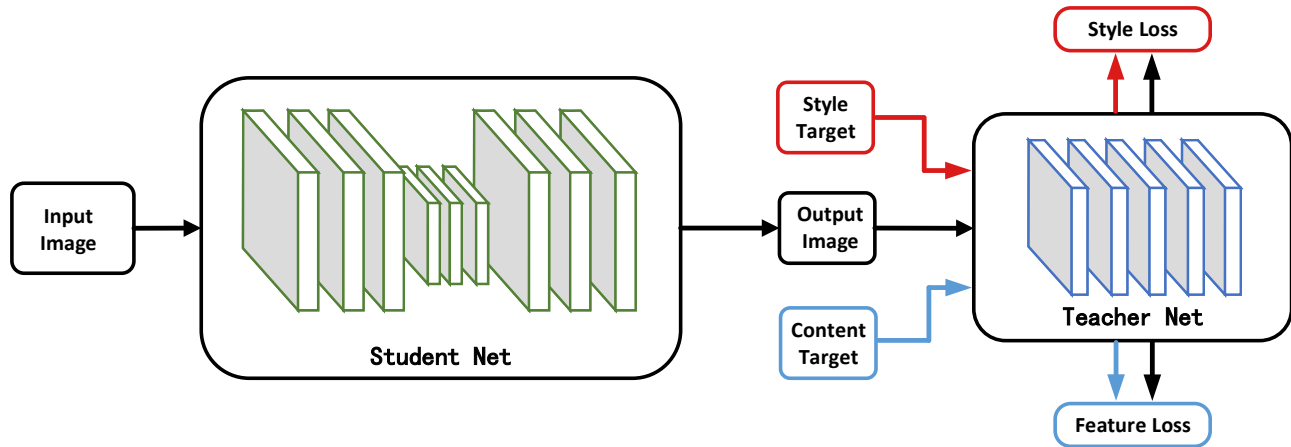 Input
Image
Student Net
Style
Target
Output
Image
Content
Target
Style Loss
Teacher Net
Feature Loss